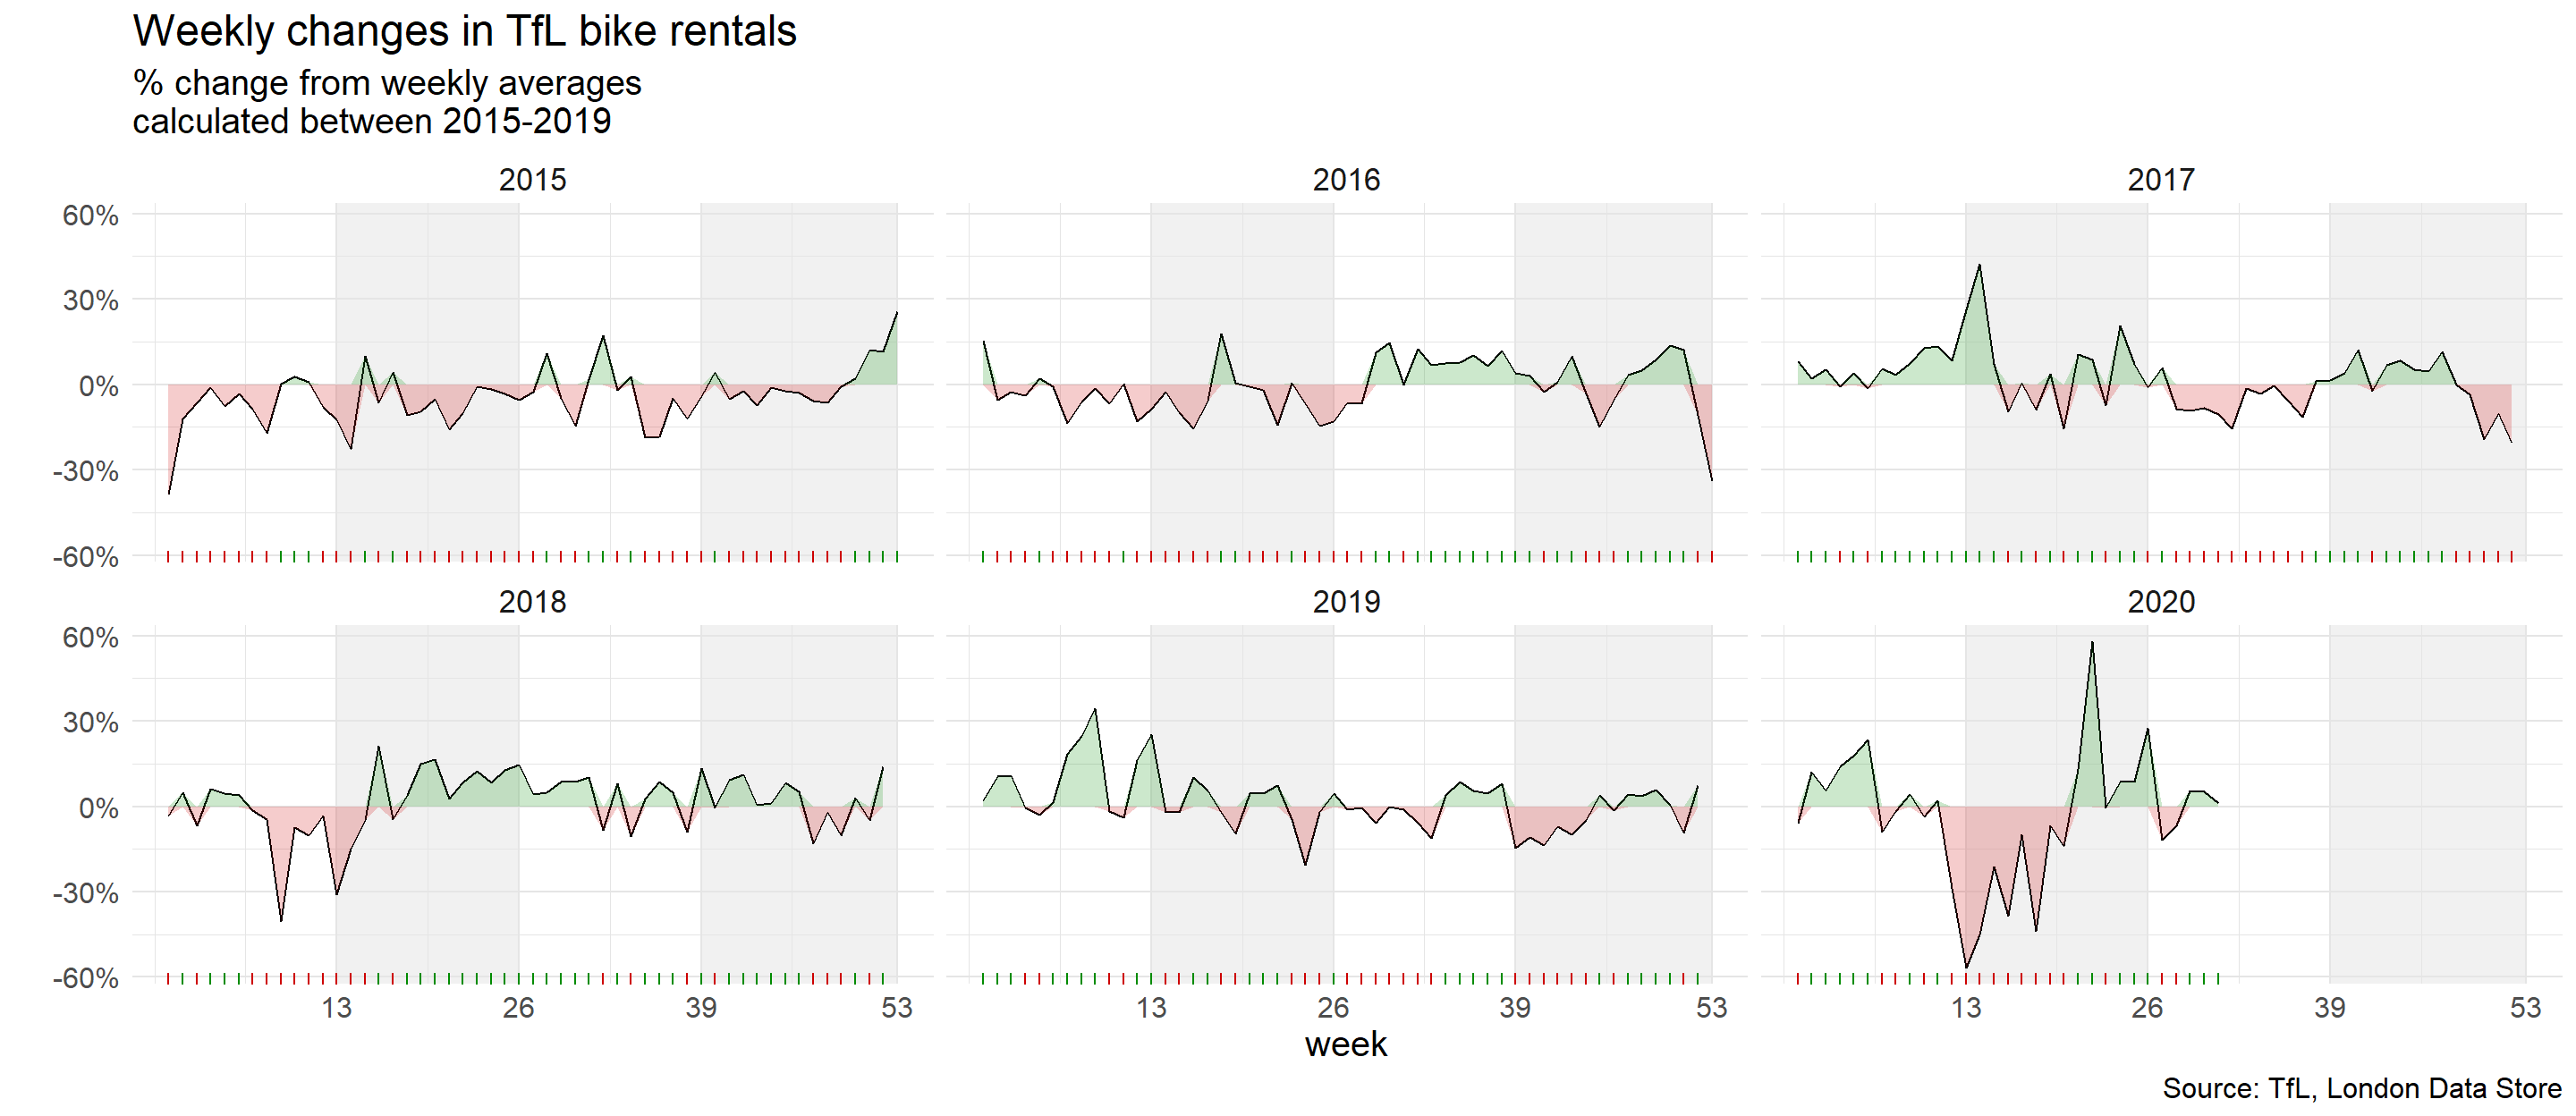 Weekly changes in TfL bike rentals
% change from weekly averages
calculated between 2015-2019
2015 2016 2017
60%
30%
0%
-30%
-60%
2018 2019 2020
60%
30%
0%
-30%
-60%
13 26 39 53 13 26 39 53 13 26 39 53
week
Source: TfL, London Data Store